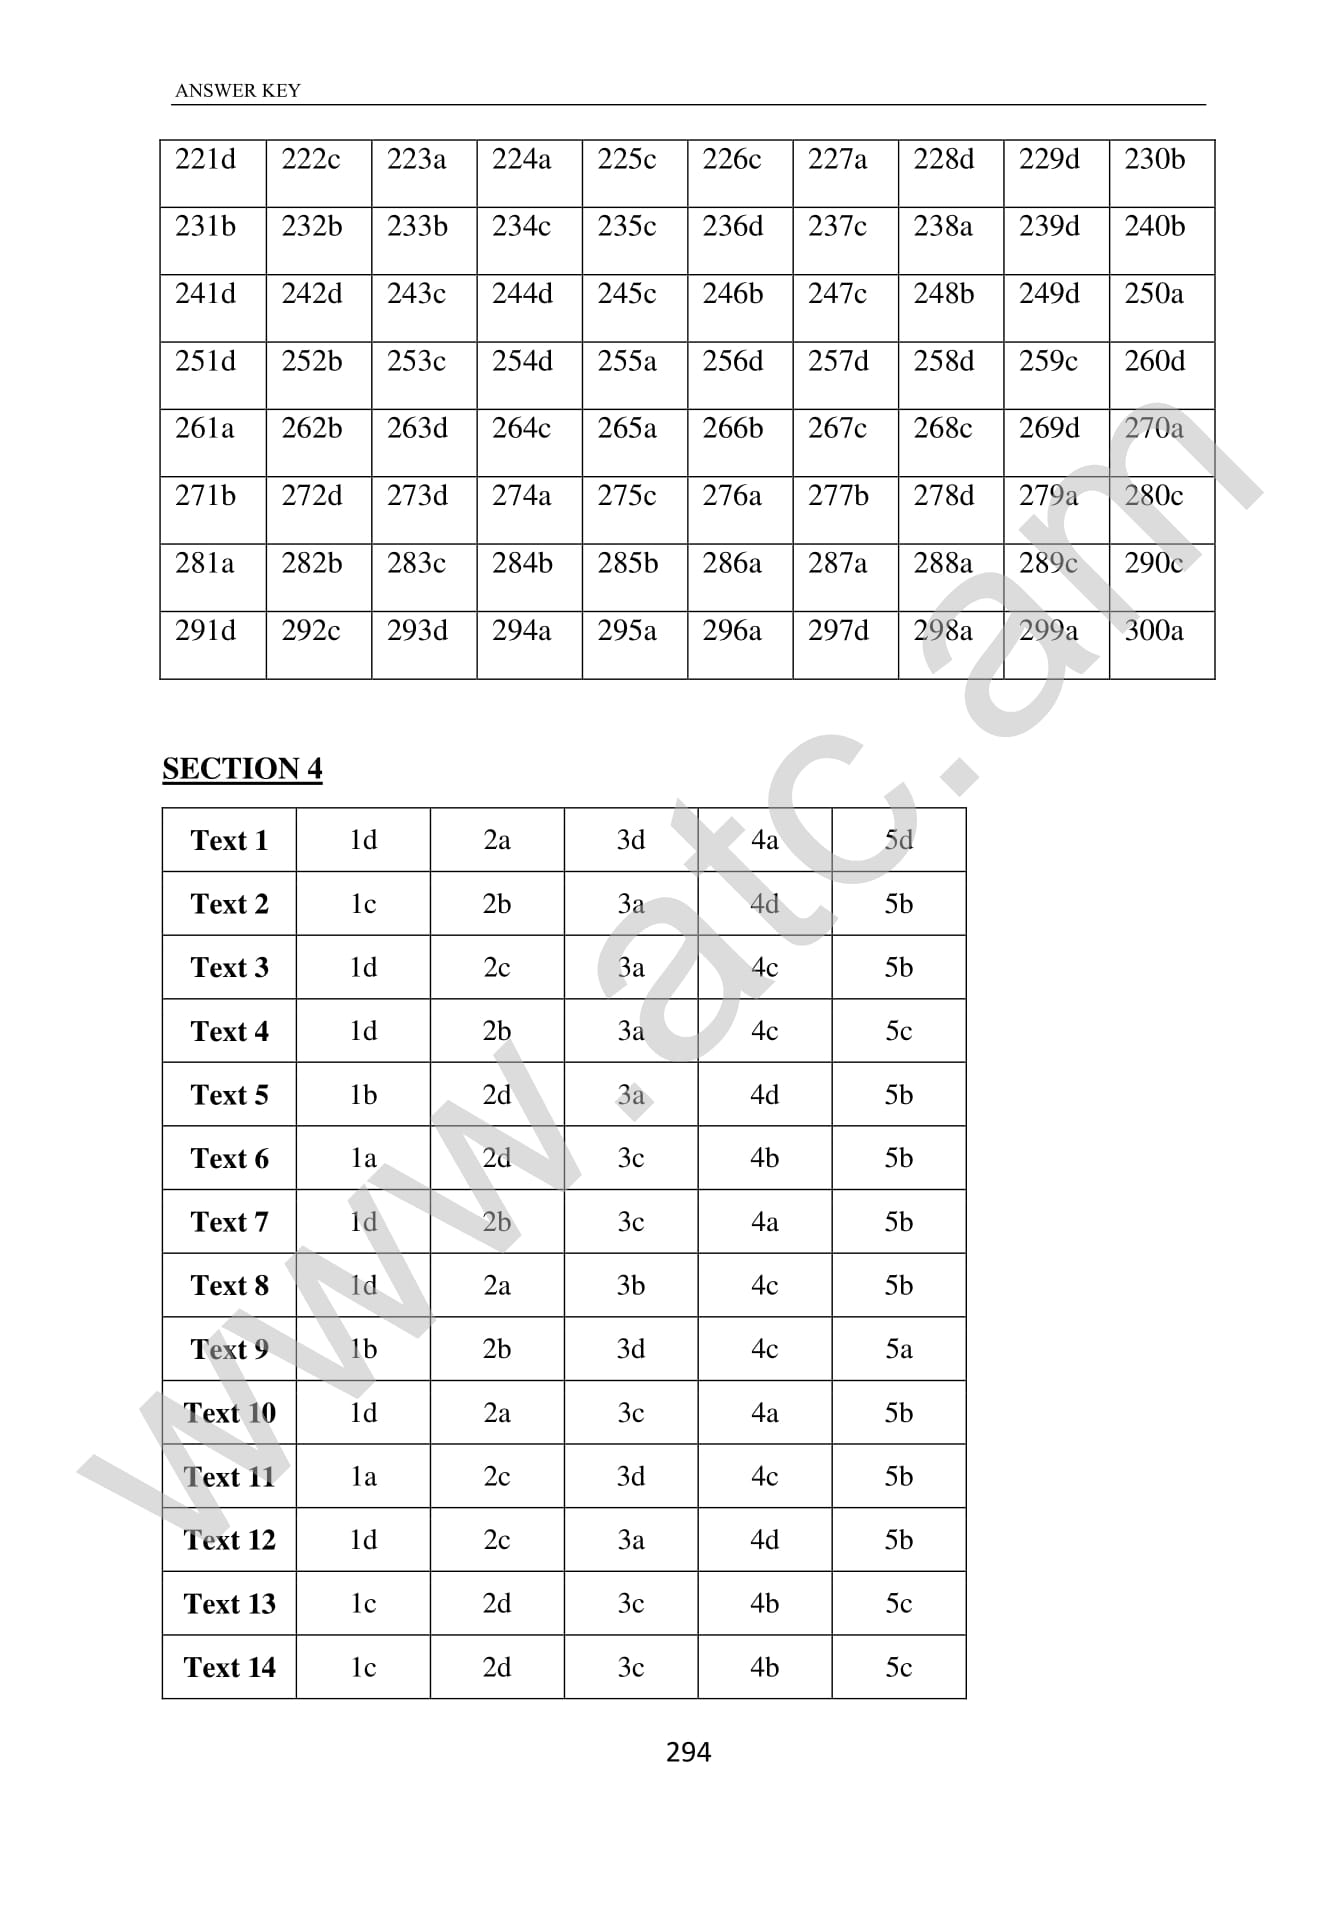 ANSWER KEY
221d 222c 223a 224a 225c 226c 227a 228d 229d 230b
231b 232b 233b 234c 235c 236d 237c 238a 239d 240b
241d 242d 243c 244d 245c 246b 247c 248b 249d 250a
251d 252b 253c 254d 255a 256d 257d 258d 259c 260d
261a 262b 263d 264c 265a 266b 267c 268c 269d 270a
271b 272d 273d 274a 275c 276a 277b 278d 279a 280c
281a 282b 283c 284b 285b 286a 287a 288a 289c 290c
291d 292c 293d 294a 295a 296a 297d 298a 299a 300a
SECTION 4
Text 1 1d 2a 3d 4a 5d
Text 2 1c 2b 3a 4d 5b
Text 3 1d 2c 3a 4c 5b
Text 4 1d 2b 3a 4c 5c
Text 5 1b 2d 3a 4d 5b
Text 6 1a 2d 3c 4b 5b
Text 7 1d 2b 3c 4a 5b
Text 8 1d 2a 3b 4c 5b
Text 9 1b 2b 3d 4c 5a
Text 10 1d 2a 3c 4a 5b
Text 11 1a 2c 3d 4c 5b
Text 12 1d 2c 3a 4d 5b
Text 13 1c 2d 3c 4b 5c
Text 14 1c 2d 3c 4b 5c
294
www.atc.am